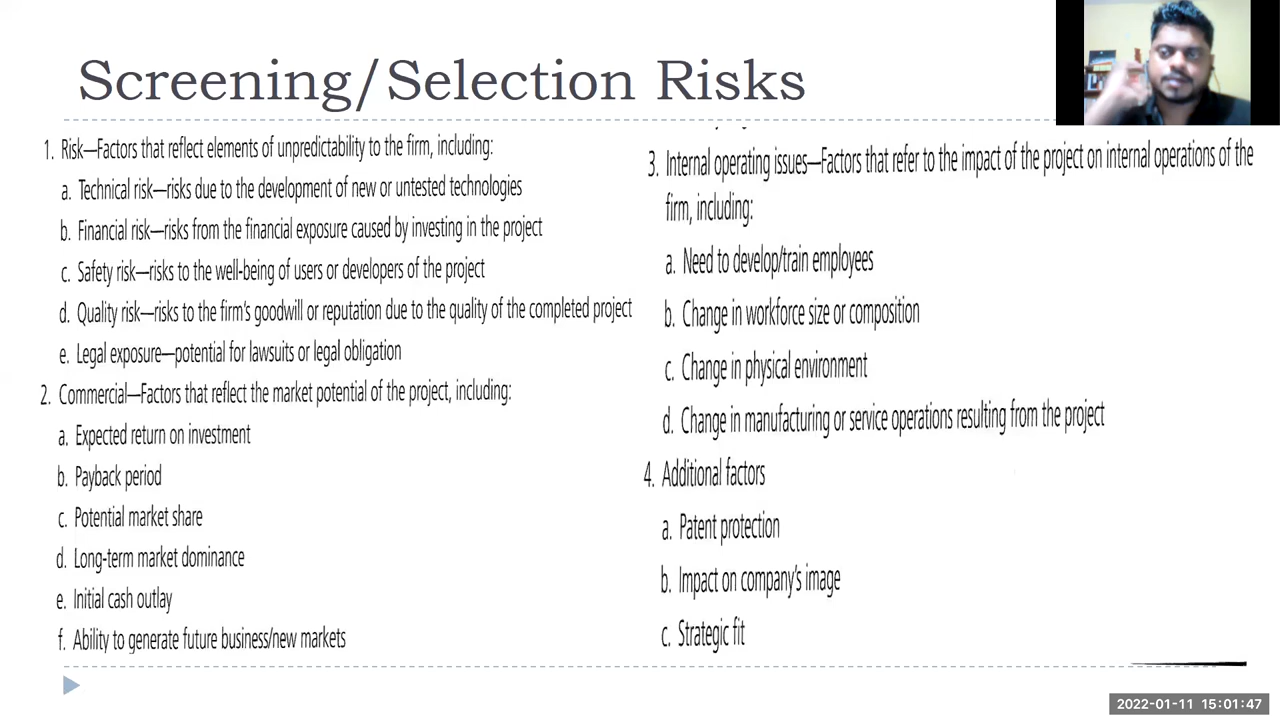 Screening/Selection Risks
1. Risk—Factors that reflect elements of unpredictability to the firm, including:
a. Technical risk—risks due to the development of new or untested technologies
b. Financial risk—risks from the financial exposure caused by investing in the project
c. Safety risk—risks to the well-being of users or developers of the project
d. Quality risk—risks to the firm's goodwill or reputation due to the quality of the completed project
e. Legal exposure—potential for lawsuits or legal obligation
2. Commercial—Factors that reflect the market potential of the project, including:
a. Expected return on investment
b. Payback period
c. Potential market share
d. Long-term market dominance
e. Initial cash outlay
f. Ability to generate future business/new markets
3. Internal operating issues—Factors that refer to the impact of the project on internal operations of the
firm, including:
a. Need to develop/train employees
b. Change in workforce size or composition
c. Change in physical environment
d. Change in manufacturing or service operations resulting from the project
4. Additional factors
a. Patent protection
b. Impact on company's image
c. Strategic fit
2022-01-11 15:01:47